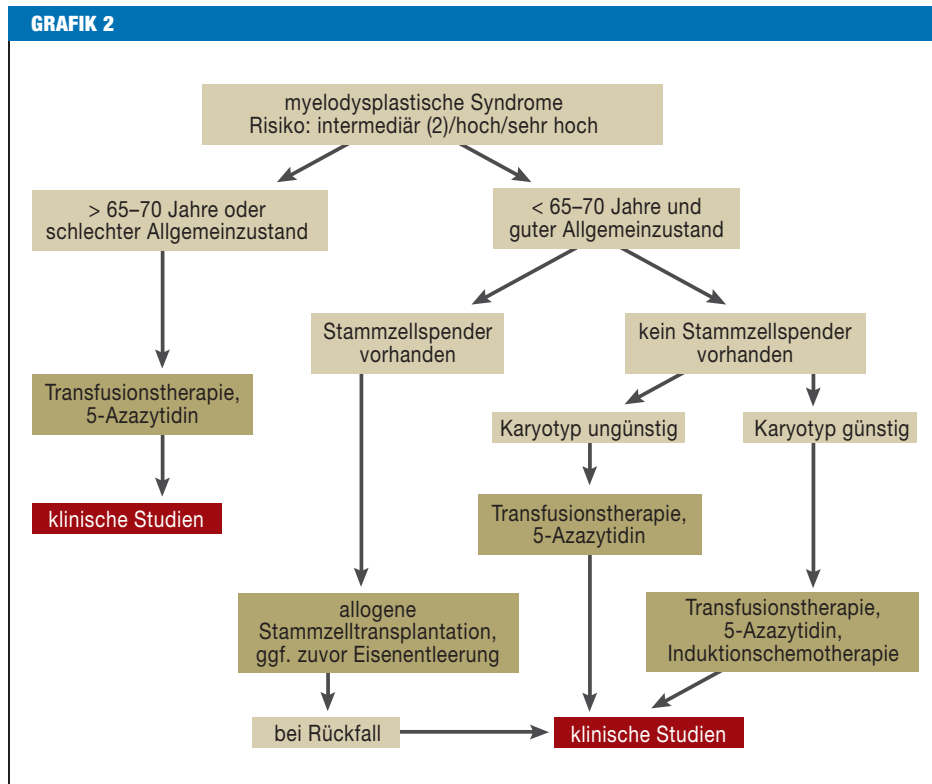 GRAFIK 2
myelodysplastische Syndrome
Risiko: intermediär (2)/hoch/sehr hoch
> 65–70 Jahre oder
schlechter Allgemeinzustand
< 65–70 Jahre und
guter Allgemeinzustand
Stammzellspender
vorhanden
kein Stammzellspender
vorhanden
Transfusionstherapie,
5-Azazytidin
Karyotyp ungünstig
Karyotyp günstig
klinische Studien
Transfusionstherapie,
5-Azazytidin
allogene
Stammzelltransplantation,
ggf. zuvor Eisenentleerung
Transfusionstherapie,
5-Azazytidin,
Induktionschemotherapie
bei Rückfall
klinische Studien